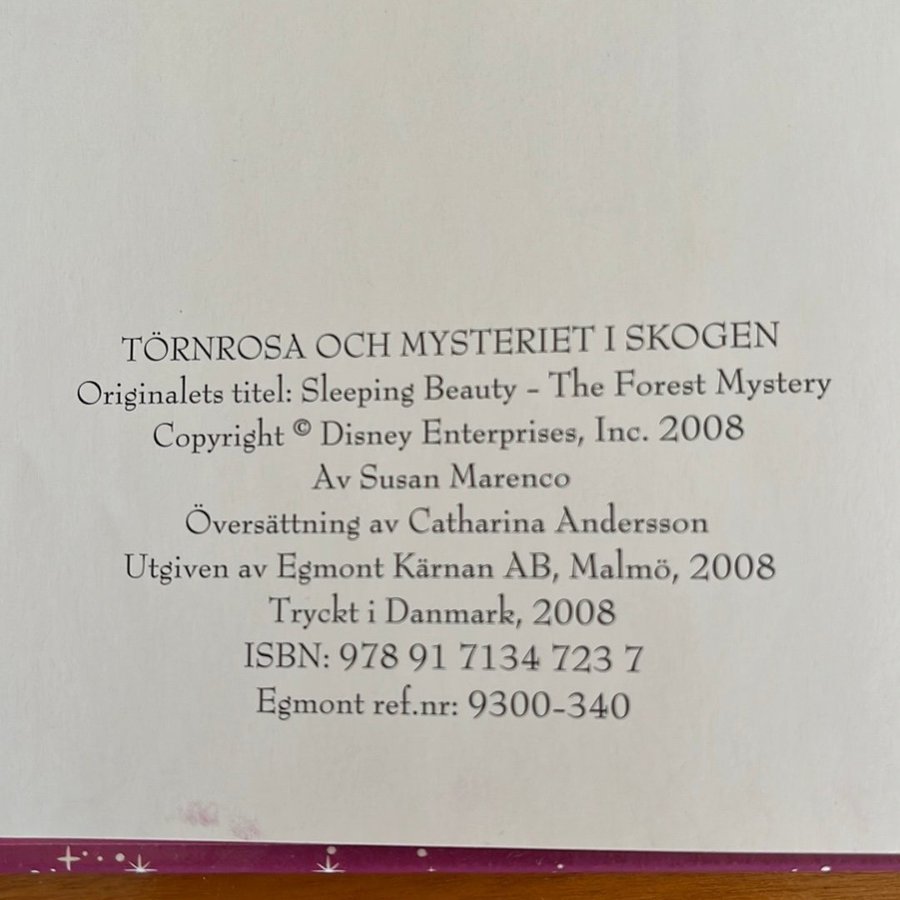 TÖRNROSA OCH MYSTERIET I SKOGEN
Originalets titel: Sleeping Beauty - The Forest Mystery
Copyright © Disney Enterprises, Inc. 2008
Av Susan Marenco
Översättning av Catharina Andersson
Utgiven av Egmont Kärnan AB, Malmö, 2008
Tryckt i Danmark, 2008
ISBN: 978 91 7134 723 7
Egmont ref.nr: 9300-340